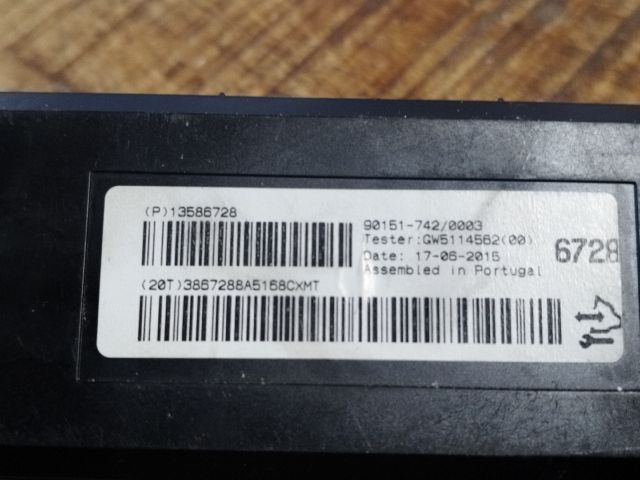 (P)13586728
90151-742/0003
Tester:GW5114562(00)
Date: 17-06-2015
Assembled in Portugal
6728
(20T)3867288A5168CXMT